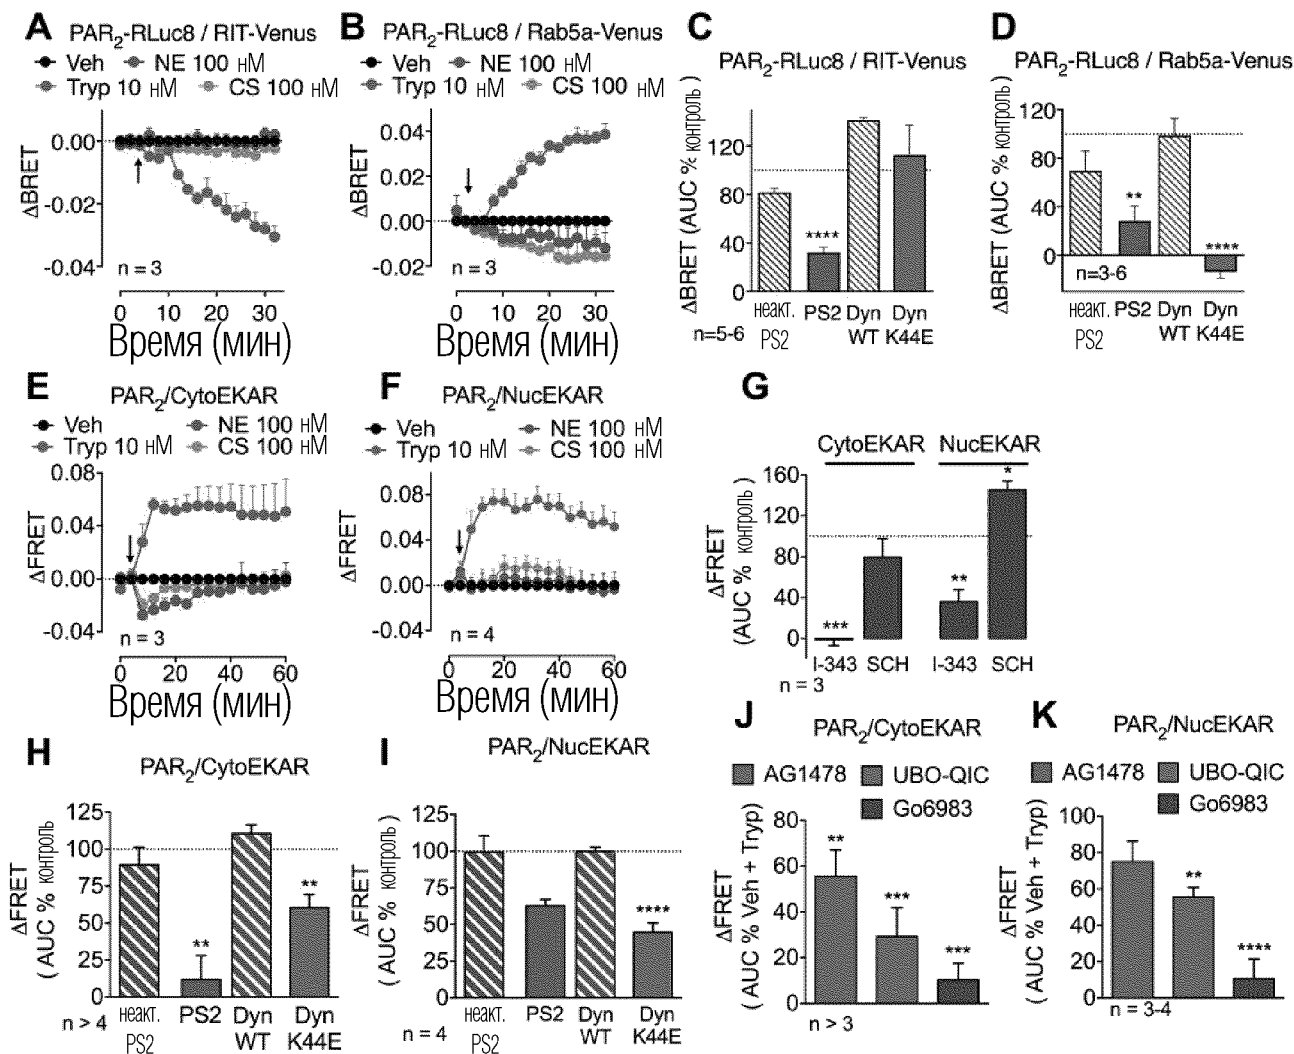 A
PAR2-RLuc8 / RIT-Venus
Veh NE 100 нМ
Tryp 10 нМ CS 100 нМ
ΔBRET
0.00
-0.02
-0.04
n = 3
0 10 20 30
Время (мин)
B
PAR2-RLuc8 / Rab5a-Venus
Veh NE 100 нМ
Tryp 10 нМ CS 100 нМ
ΔBRET
0.04
0.02
0.00
-0.02
n = 3
0 10 20 30
Время (мин)
C
PAR2-RLuc8 / RIT-Venus
ΔBRET (AUC % контроль)
120
80
40
0
****
неакт. PS2 Dyn Dyn
PS2 WT K44E
n=5-6
D
PAR2-RLuc8 / Rab5a-Venus
ΔBRET (AUC % контроль)
120
80
40
0
**
****
n=3-6
неакт. PS2 Dyn Dyn
PS2 WT K44E
E
PAR2/CytoEKAR
Veh NE 100 нМ
Tryp 10 нМ CS 100 нМ
ΔFRET
0.08
0.04
0.00
-0.04
n = 3
0 20 40 60
Время (мин)
F
PAR2/NucEKAR
Veh NE 100 нМ
Tryp 10 нМ CS 100 нМ
ΔFRET
0.08
0.04
0.00
-0.04
n = 4
0 20 40 60
Время (мин)
G
CytoEKAR NucEKAR
ΔFRET
(AUC % контроль)
160
120
80
40
0
***
**
*
I-343 SCH I-343 SCH
n = 3
H
PAR2/CytoEKAR
ΔFRET
( AUC % контроль )
125
100
75
50
25
0
**
**
n > 4
неакт. PS2 Dyn Dyn
PS2 WT K44E
I
PAR2/NucEKAR
ΔFRET
( AUC % контроль )
125
100
75
50
25
0
****
n = 4
неакт. PS2 Dyn Dyn
PS2 WT K44E
J
PAR2/CytoEKAR
AG1478 UBO-QIC
Go6983
ΔFRET
( AUC % Veh + Tryp)
80
60
40
20
0
**
***
***
n > 3
K
PAR2/NucEKAR
AG1478 UBO-QIC
Go6983
ΔFRET
( AUC % Veh + Tryp)
100
80
60
40
20
0
**
****
n = 3-4